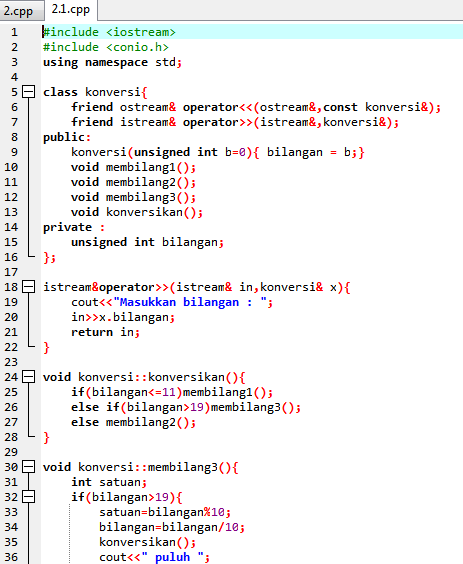 2.cpp 2.1.cpp
1 #include <iostream>
2 #include <conio.h>
3 using namespace std;
4
5 class konversi{
6 friend ostream& operator<<(ostream&,const konversi&);
7 friend istream& operator>>(istream&,konversi&);
8 public:
9 konversi(unsigned int b=0){ bilangan = b;}
10 void membilang1();
11 void membilang2();
12 void membilang3();
13 void konversikan();
14 private :
15 unsigned int bilangan;
16 };
17
18 istream&operator>>(istream& in,konversi& x){
19 cout<<"Masukkan bilangan : ";
20 in>>x.bilangan;
21 return in;
22 }
23
24 void konversi::konversikan(){
25 if(bilangan<=11)membilang1();
26 else if(bilangan>19)membilang3();
27 else membilang2();
28 }
29
30 void konversi::membilang3(){
31 int satuan;
32 if(bilangan>19){
33 satuan=bilangan%10;
34 bilangan=bilangan/10;
35 konversikan();
36 cout<<" puluh ";